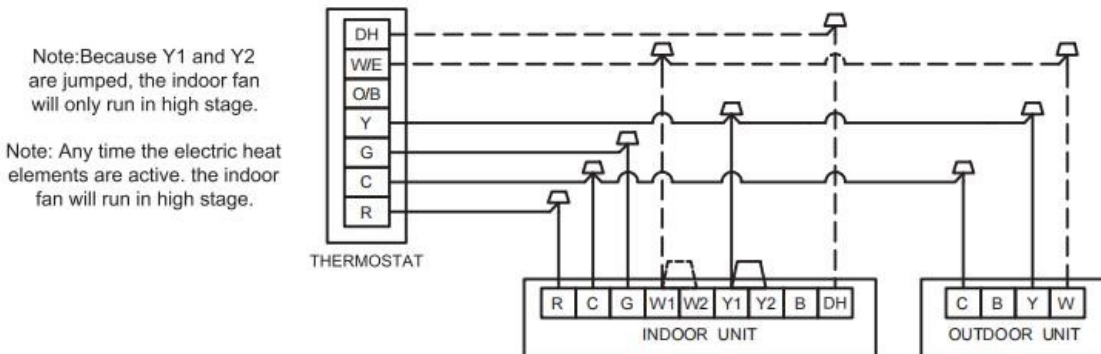 Note:Because Y1 and Y2
are jumped, the indoor fan
will only run in high stage.
Note: Any time the electric heat
elements are active. the indoor
fan will run in high stage.
DH
W/E
O/B
Y
G
C
R
THERMOSTAT
R C G W1 W2 Y1 Y2 B DH
INDOOR UNIT
C B Y W
OUTDOOR UNIT